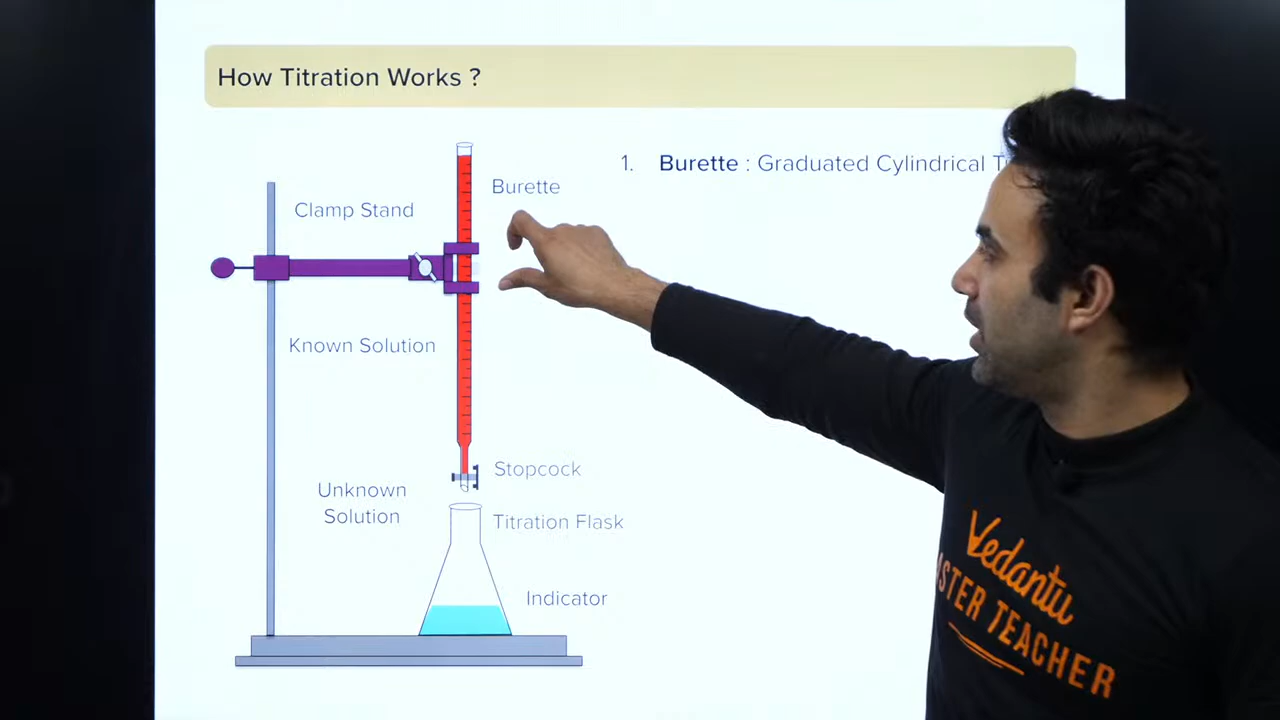 How Titration Works ?
1. Burette : Graduated Cylindrical
Burette
Clamp Stand
Known Solution
Stopcock
Unknown
Solution
Titration Flask
Indicator
Vedantu
TEACHER